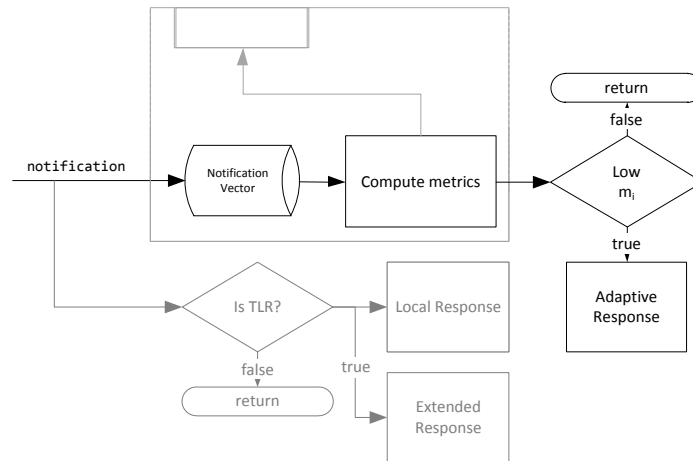 return
false
notification
Notification
Vector
Compute metrics
Low
mᵢ
true
Adaptive
Response
Is TLR?
Local Response
false
true
return
Extended
Response